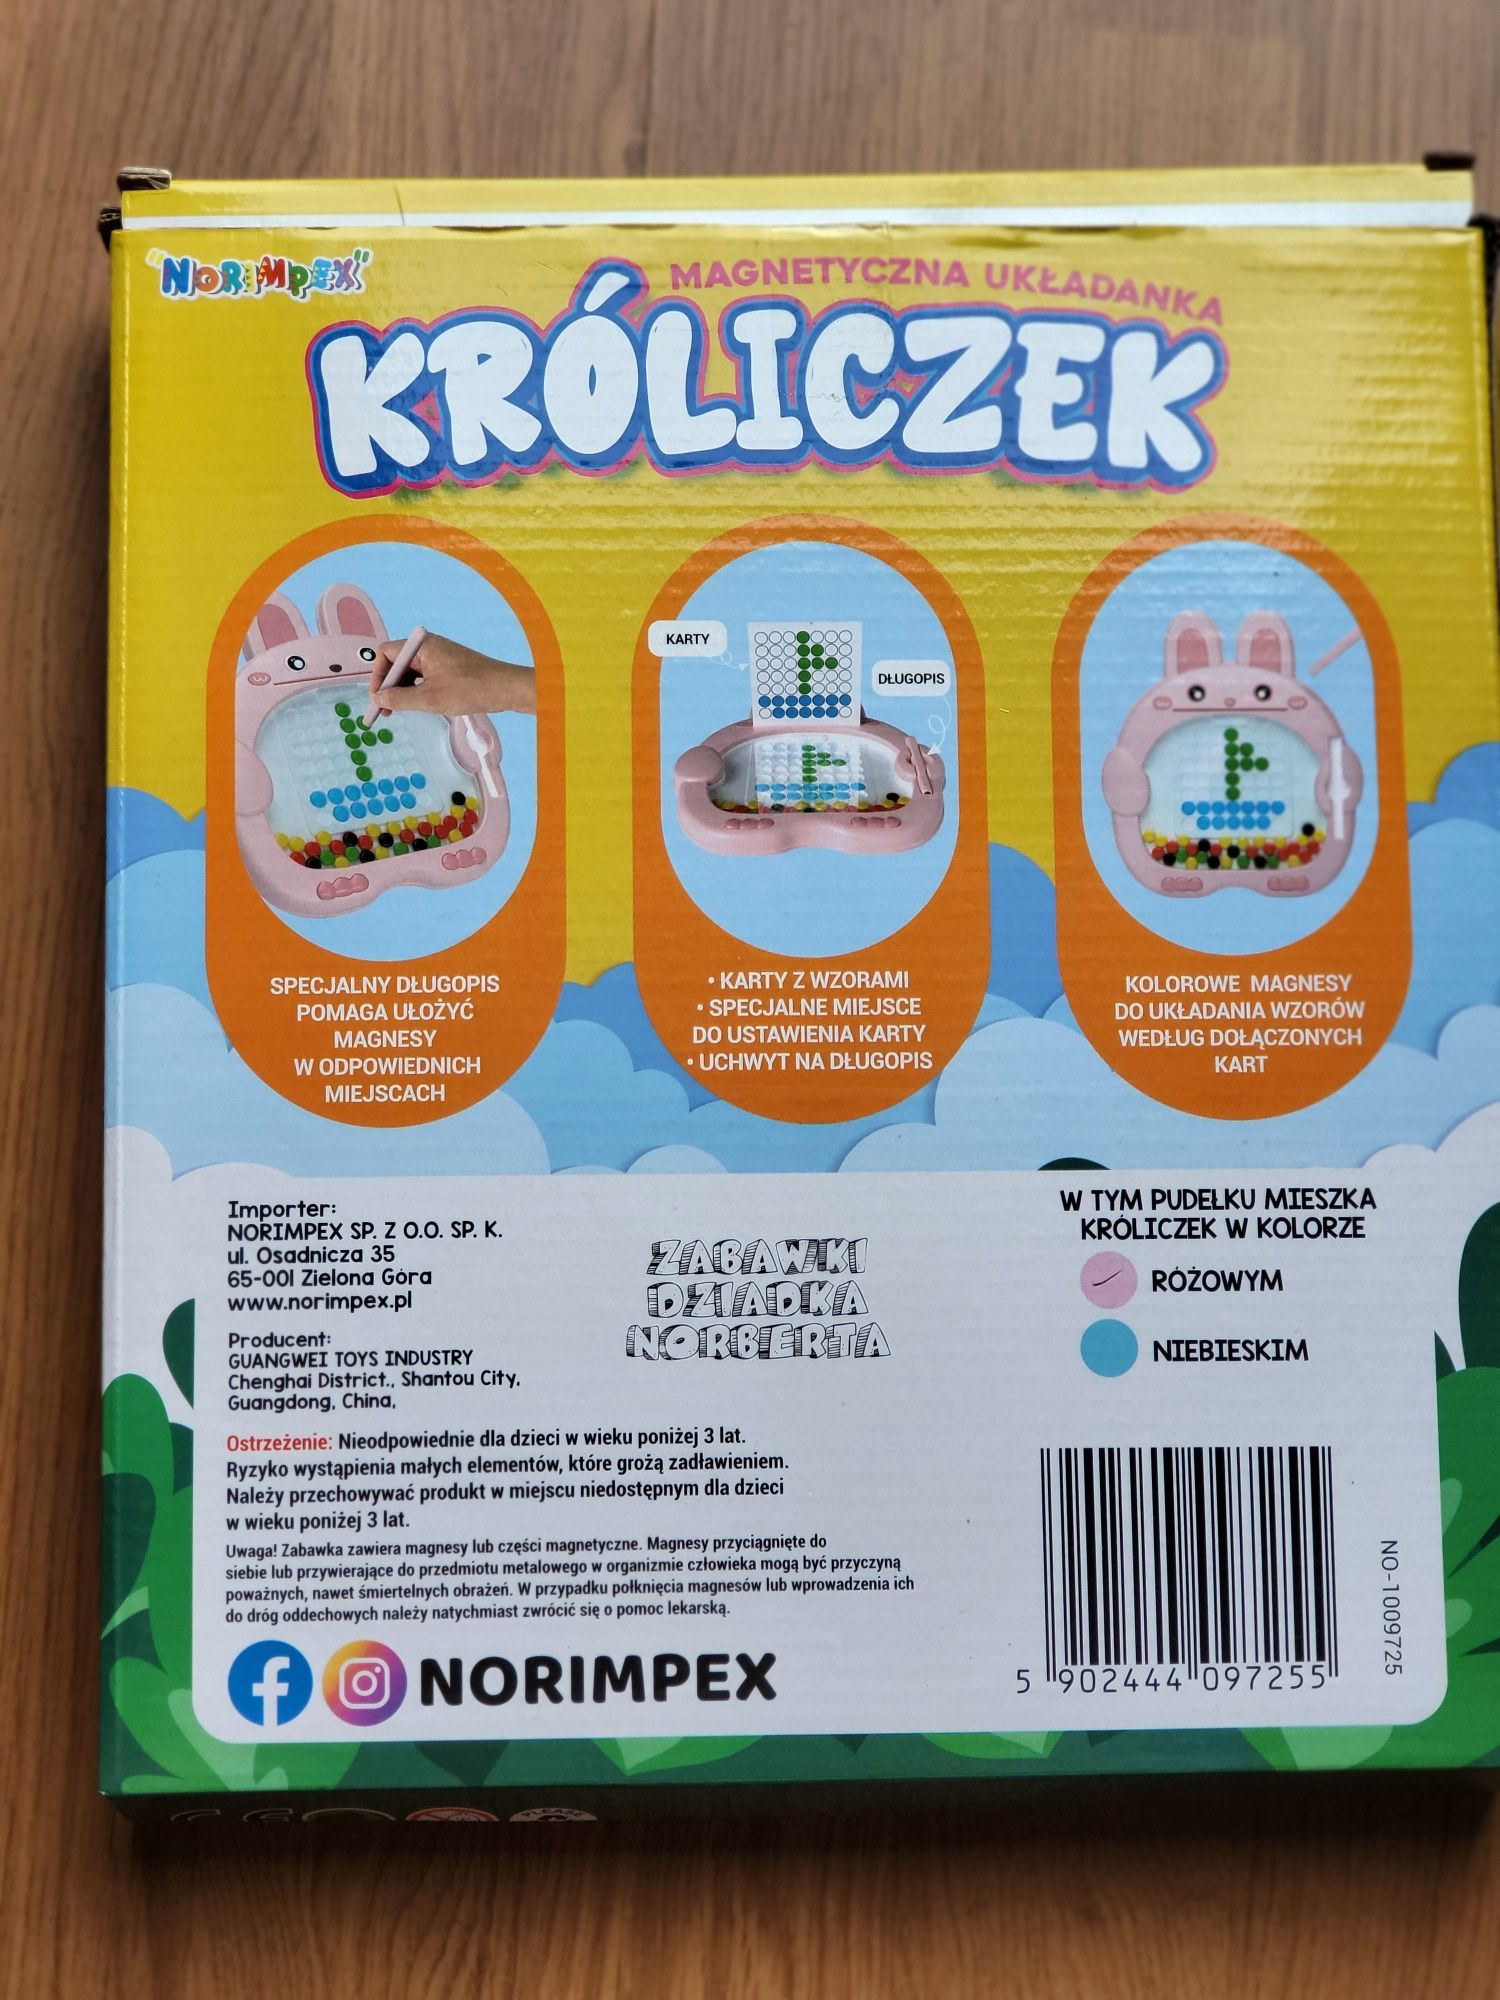 "NORIMPEX"
MAGNETYCZNA UKŁADANKA
KRÓLICZEK
SPECJALNY DŁUGOPIS
POMAGA UŁOŻYĆ
MAGNESY
W ODPOWIEDNICH
MIEJSCACH
KARTY
DŁUGOPIS
• KARTY Z WZORAMI
• SPECJALNE MIEJSCE
DO USTAWIENIA KARTY
• UCHWYT NA DŁUGOPIS
KOLOROWE MAGNESY
DO UKŁADANIA WZORÓW
WEDŁUG DOŁĄCZONYCH
KART
Importer:
NORIMPEX SP. Z O.O. SP. K.
ul. Osadnicza 35
65-001 Zielona Góra
www.norimpex.pl
Producent:
GUANGWEI TOYS INDUSTRY
Chenghai District., Shantou City,
Guangdong, China,
ZABAWKI
DZIADKA
NORBERTA
W TYM PUDEŁKU MIESZKA
KRÓLICZEK W KOLORZE
RÓŻOWYM
NIEBIESKIM
Ostrzeżenie: Nieodpowiednie dla dzieci w wieku poniżej 3 lat.
Ryzyko wystąpienia małych elementów, które grożą zadławieniem.
Należy przechowywać produkt w miejscu niedostępnym dla dzieci
w wieku poniżej 3 lat.
Uwaga! Zabawka zawiera magnesy lub części magnetyczne. Magnesy przyciągnięte do
siebie lub przywierające do przedmiotu metalowego w organizmie człowieka mogą być przyczyną
poważnych, nawet śmiertelnych obrażeń. W przypadku połknięcia magnesów lub wprowadzenia ich
do dróg oddechowych należy natychmiast zwrócić się o pomoc lekarską.
NORIMPEX
5 902444 097255
NO-1009725
PLEASE